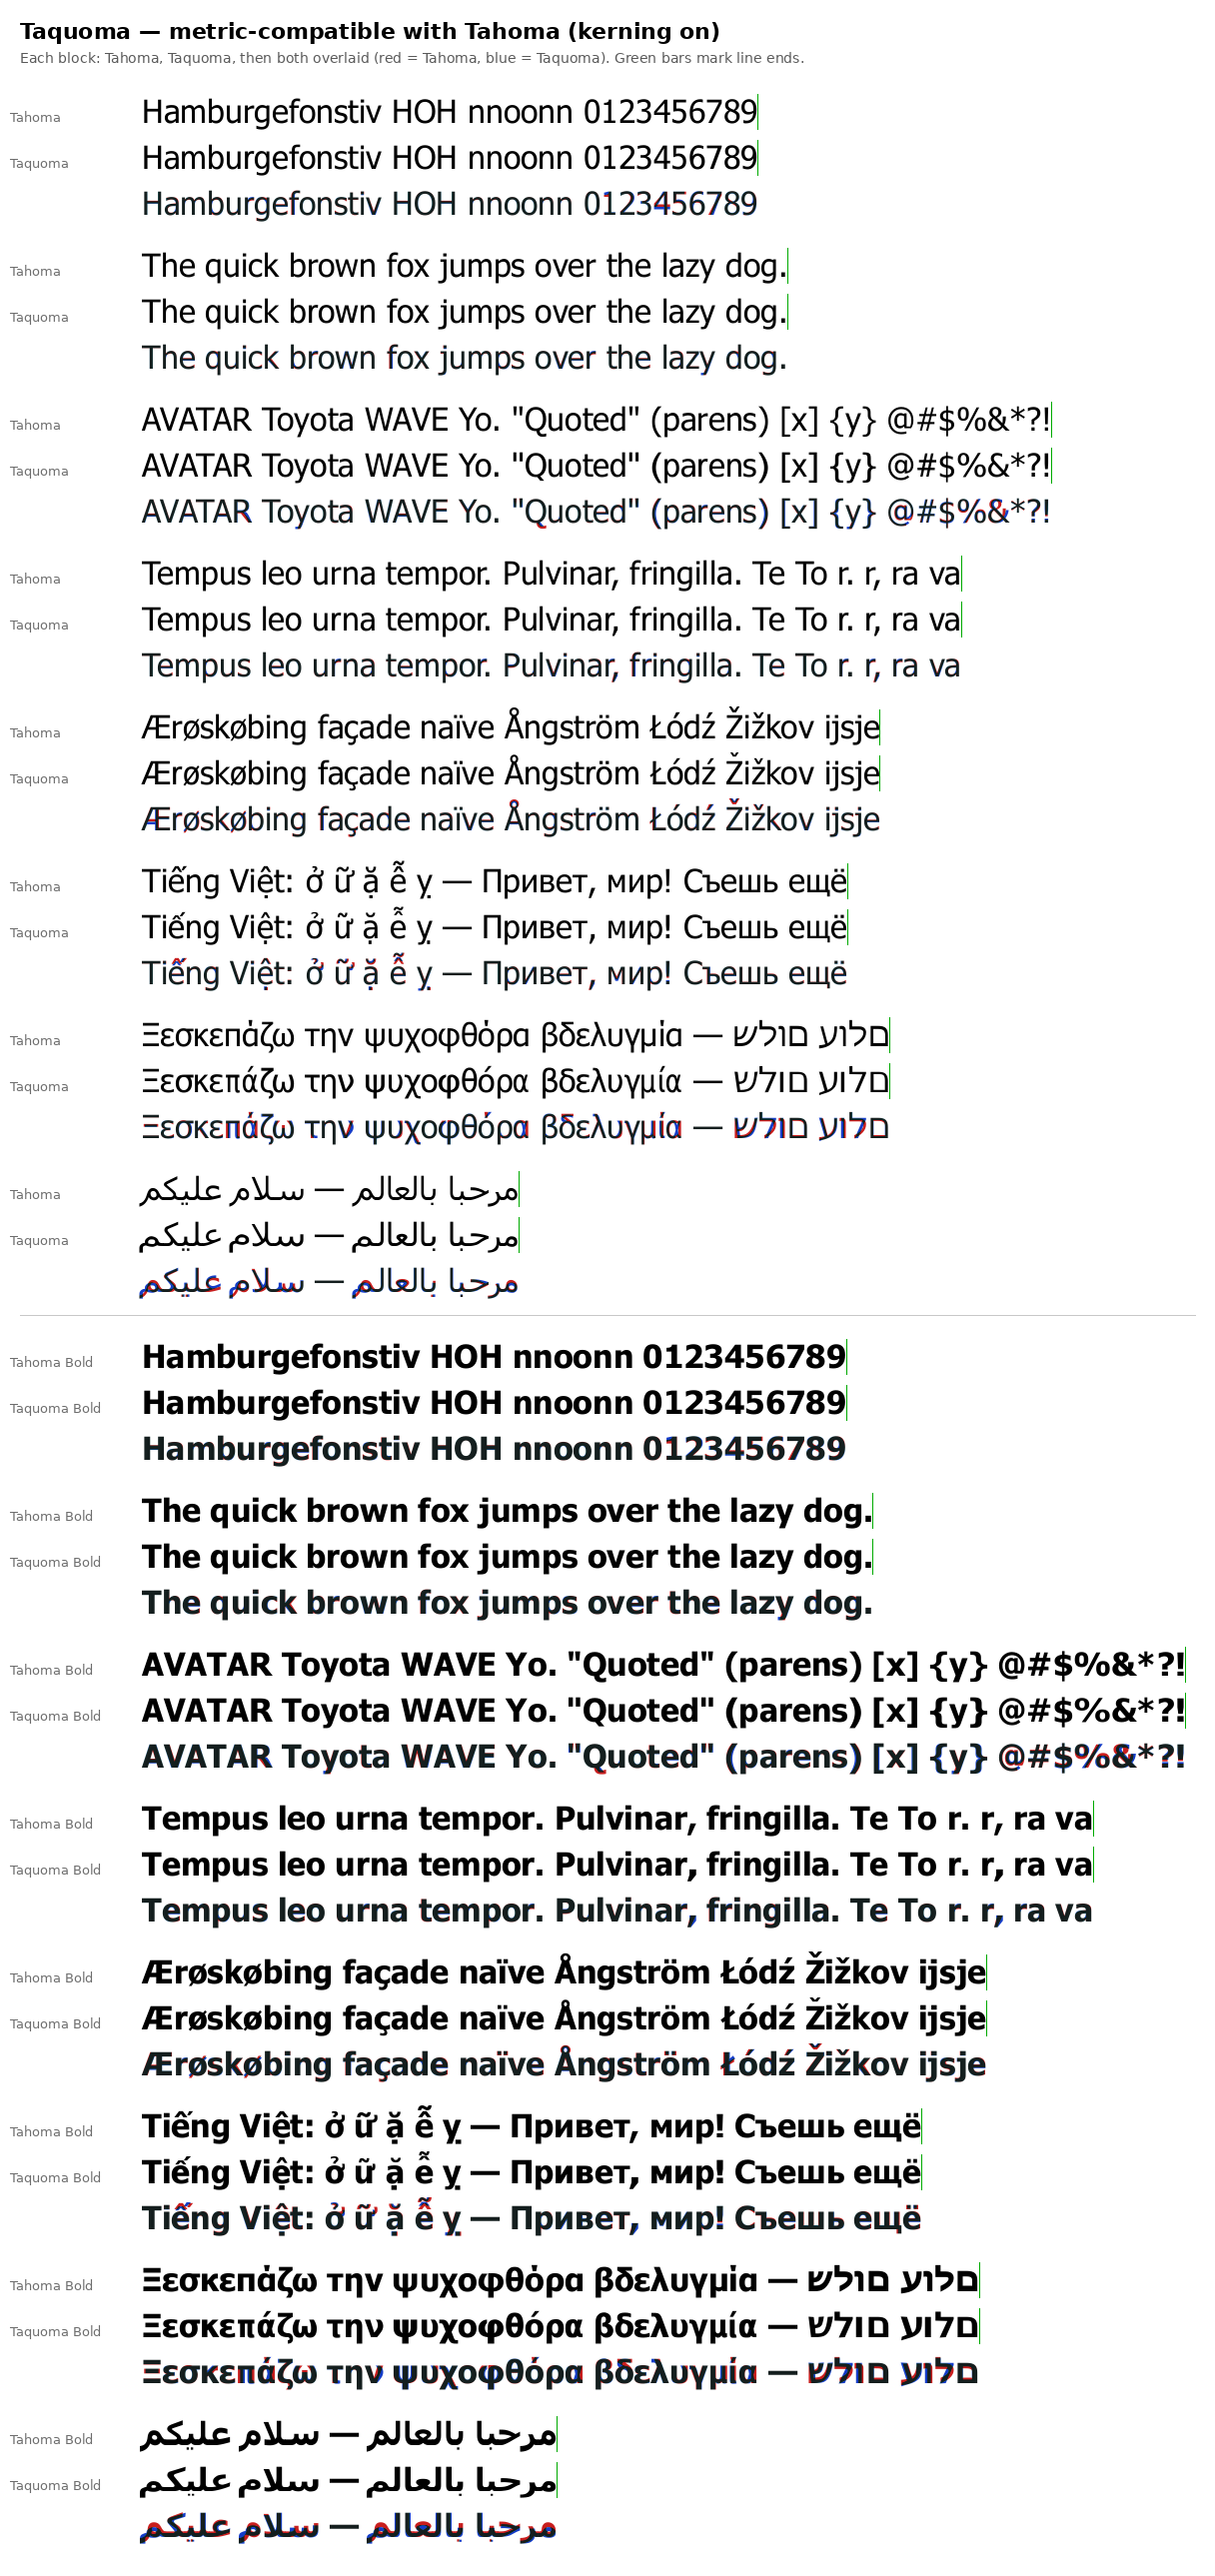 Taquoma — metric-compatible with Tahoma (kerning on)
Each block: Tahoma, Taquoma, then both overlaid (red = Tahoma, blue = Taquoma). Green bars mark line ends.
Tahoma Hamburgefonstiv HOH nnoonn 0123456789
Taquoma Hamburgefonstiv HOH nnoonn 0123456789
Hamburgefonstiv HOH nnoonn 0123456789
Tahoma The quick brown fox jumps over the lazy dog.
Taquoma The quick brown fox jumps over the lazy dog.
The quick brown fox jumps over the lazy dog.
Tahoma AVATAR Toyota WAVE Yo. "Quoted" (parens) [x] {y} @#$%&*?!
Taquoma AVATAR Toyota WAVE Yo. "Quoted" (parens) [x] {y} @#$%&*?!
AVATAR Toyota WAVE Yo. "Quoted" (parens) [x] {y} @#$%&*?!
Tahoma Tempus leo urna tempor. Pulvinar, fringilla. Te To r. r, ra va
Taquoma Tempus leo urna tempor. Pulvinar, fringilla. Te To r. r, ra va
Tempus leo urna tempor. Pulvinar, fringilla. Te To r. r, ra va
Tahoma Ærøskøbing façade naïve Ångström Łódź Žižkov ijsje
Taquoma Ærøskøbing façade naïve Ångström Łódź Žižkov ijsje
Ærøskøbing façade naïve Ångström Łódź Žižkov ijsje
Tahoma Tiếng Việt: ở ữ ặ ễ ỵ — Привет, мир! Съешь ещё
Taquoma Tiếng Việt: ở ữ ặ ễ ỵ — Привет, мир! Съешь ещё
Tiếng Việt: ở ữ ặ ễ ỵ — Привет, мир! Съешь ещё
Tahoma Ξεσκεπάζω την ψυχοφθόρα βδελυγμία — שלום עולם
Taquoma Ξεσκεπάζω την ψυχοφθόρα βδελυγμία — שלום עולם
Ξεσκεπάζω την ψυχοφθόρα βδελυγμία — שלום עולם
Tahoma مرحبا بالعالم — سلام عليكم
Taquoma مرحبا بالعالم — سلام عليكم
مرحبا بالعالم — سلام عليكم
Tahoma Bold Hamburgefonstiv HOH nnoonn 0123456789
Taquoma Bold Hamburgefonstiv HOH nnoonn 0123456789
Hamburgefonstiv HOH nnoonn 0123456789
Tahoma Bold The quick brown fox jumps over the lazy dog.
Taquoma Bold The quick brown fox jumps over the lazy dog.
The quick brown fox jumps over the lazy dog.
Tahoma Bold AVATAR Toyota WAVE Yo. "Quoted" (parens) [x] {y} @#$%&*?!
Taquoma Bold AVATAR Toyota WAVE Yo. "Quoted" (parens) [x] {y} @#$%&*?!
AVATAR Toyota WAVE Yo. "Quoted" (parens) [x] {y} @#$%&*?!
Tahoma Bold Tempus leo urna tempor. Pulvinar, fringilla. Te To r. r, ra va
Taquoma Bold Tempus leo urna tempor. Pulvinar, fringilla. Te To r. r, ra va
Tempus leo urna tempor. Pulvinar, fringilla. Te To r. r, ra va
Tahoma Bold Ærøskøbing façade naïve Ångström Łódź Žižkov ijsje
Taquoma Bold Ærøskøbing façade naïve Ångström Łódź Žižkov ijsje
Ærøskøbing façade naïve Ångström Łódź Žižkov ijsje
Tahoma Bold Tiếng Việt: ở ữ ặ ễ ỵ — Привет, мир! Съешь ещё
Taquoma Bold Tiếng Việt: ở ữ ặ ễ ỵ — Привет, мир! Съешь ещё
Tiếng Việt: ở ữ ặ ễ ỵ — Привет, мир! Съешь ещё
Tahoma Bold Ξεσκεπάζω την ψυχοφθόρα βδελυγμία — שלום עולם
Taquoma Bold Ξεσκεπάζω την ψυχοφθόρα βδελυγμία — שלום עולם
Ξεσκεπάζω την ψυχοφθόρα βδελυγμία — שלום עולם
Tahoma Bold مرحبا بالعالم — سلام عليكم
Taquoma Bold مرحبا بالعالم — سلام عليكم
مرحبا بالعالم — سلام عليكم